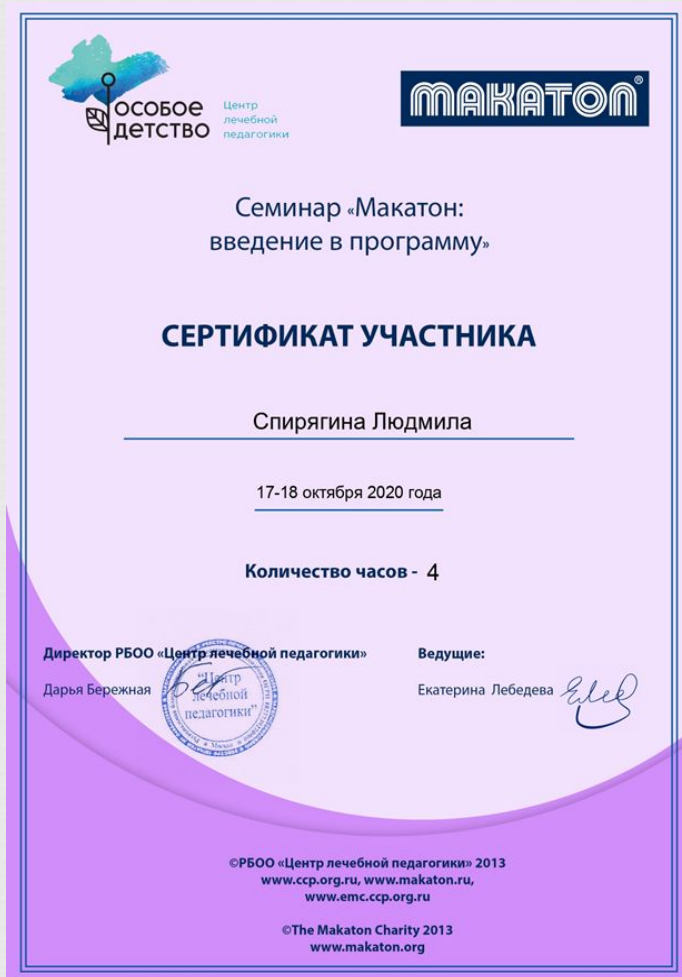 особое
детство
Центр
лечебной
педагогики
МАКАТОП®
Семинар «Макатон:
введение в программу»
СЕРТИФИКАТ УЧАСТНИКА
Спирягина Людмила
17-18 октября 2020 года
Количество часов - 4
Директор РБОО «Центр лечебной педагогики»
Дарья Бережная
"Центр
лечебной
педагогики"
Ведущие:
Екатерина Лебедева
©РБОО «Центр лечебной педагогики» 2013
www.ccp.org.ru, www.makaton.ru,
www.emc.ccp.org.ru
©The Makaton Charity 2013
www.makaton.org